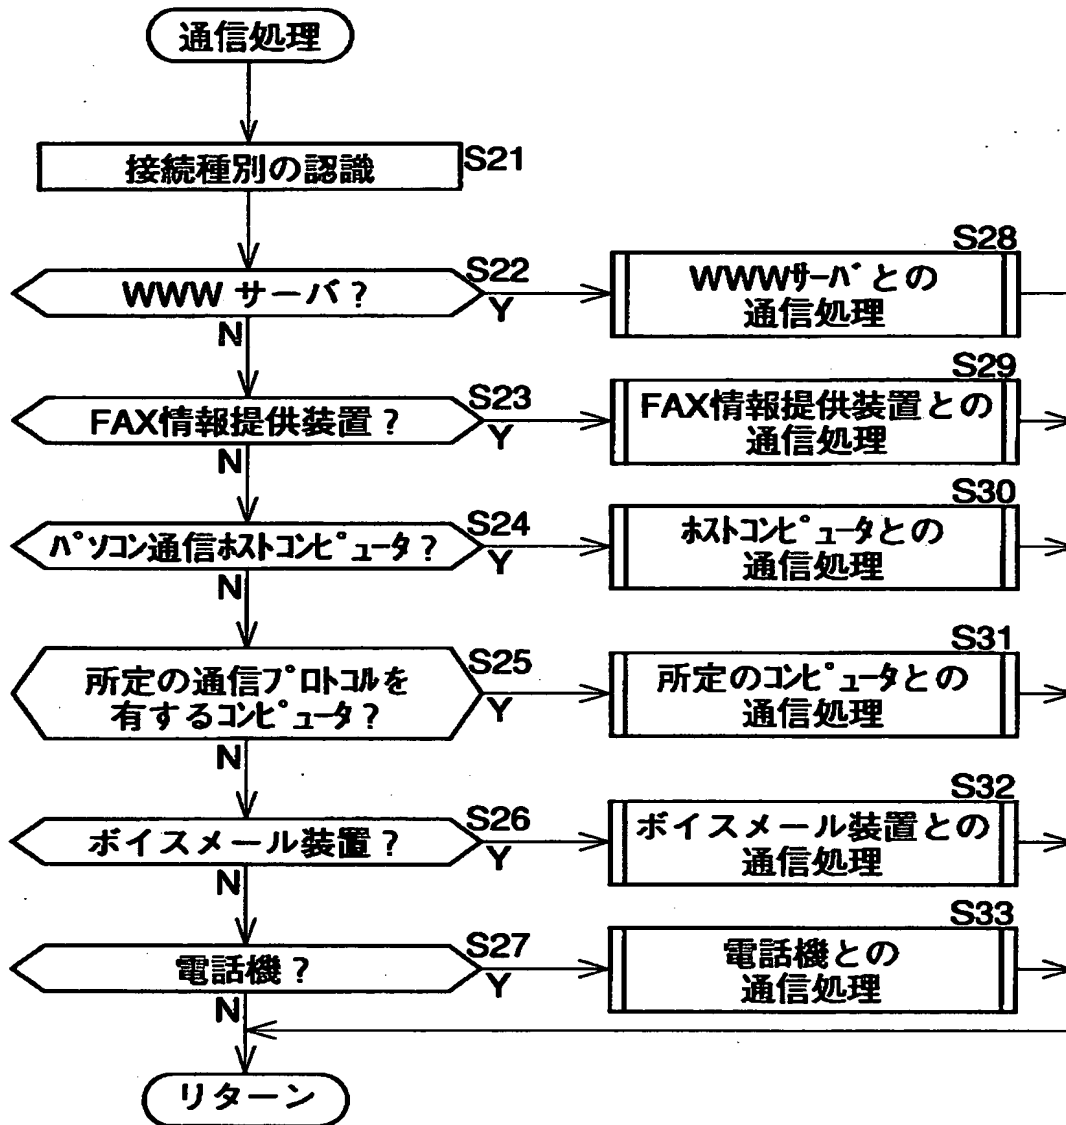 通信処理
接続種別の認識
S21
WWW サーバ?
S22
Y
N
WWWｻｰﾊﾞとの
通信処理
S28
FAX情報提供装置?
S23
Y
N
FAX情報提供装置との
通信処理
S29
ﾊﾟｿｺﾝ通信ﾎｽﾄｺﾝﾋﾟｭｰﾀ?
S24
Y
N
ﾎｽﾄｺﾝﾋﾟｭｰﾀとの
通信処理
S30
所定の通信ﾌﾟﾛﾄｺﾙを
有するｺﾝﾋﾟｭｰﾀ?
S25
Y
N
所定のｺﾝﾋﾟｭｰﾀとの
通信処理
S31
ボイスメール装置?
S26
Y
N
ボイスメール装置との
通信処理
S32
電話機?
S27
Y
N
電話機との
通信処理
S33
リターン